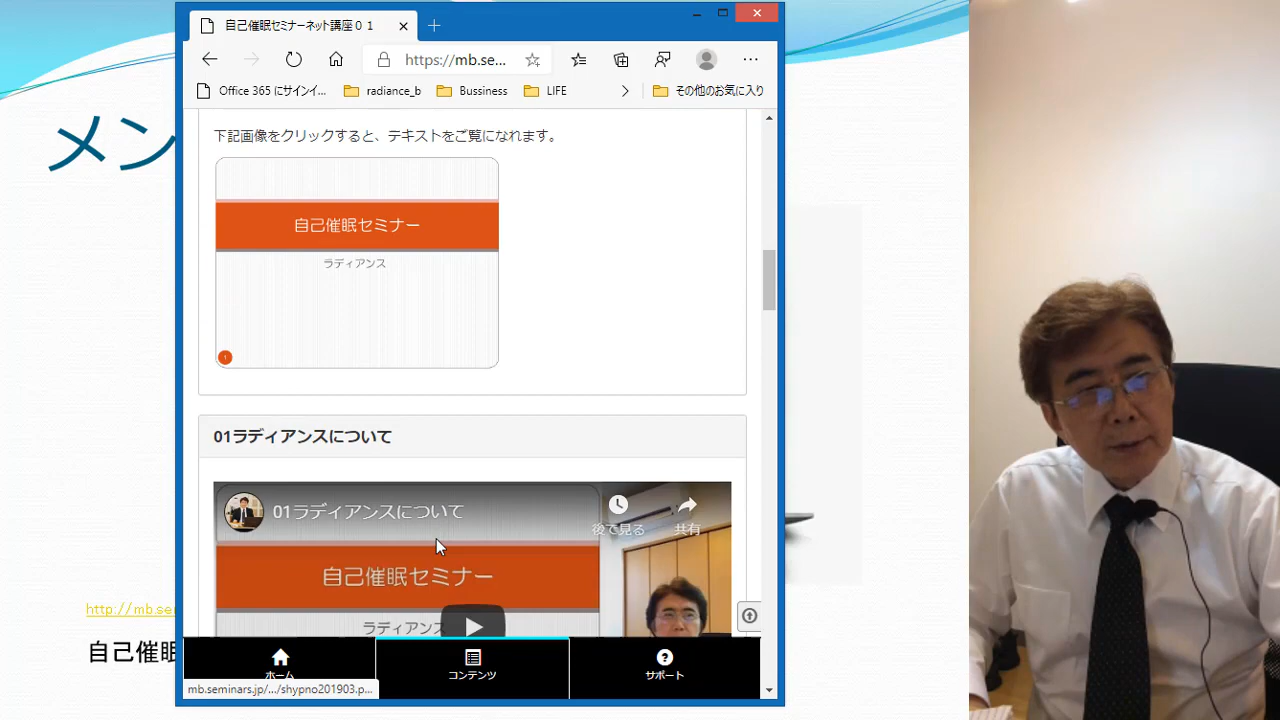 自己催眠セミナーネット講座０１
https://mb.se...
Office 365 にサインイ...
radiance_b
Bussiness
LIFE
その他のお気に入り
メン
下記画像をクリックすると、テキストをご覧になれます。
自己催眠セミナー
ラディアンス
1
01ラディアンスについて
01ラディアンスについて
後で見る
共有
自己催眠セミナー
ラディアンス
http://mb.se
自己催眠
ホーム
コンテンツ
サポート
mb.seminars.jp/.../shypno201903.p...